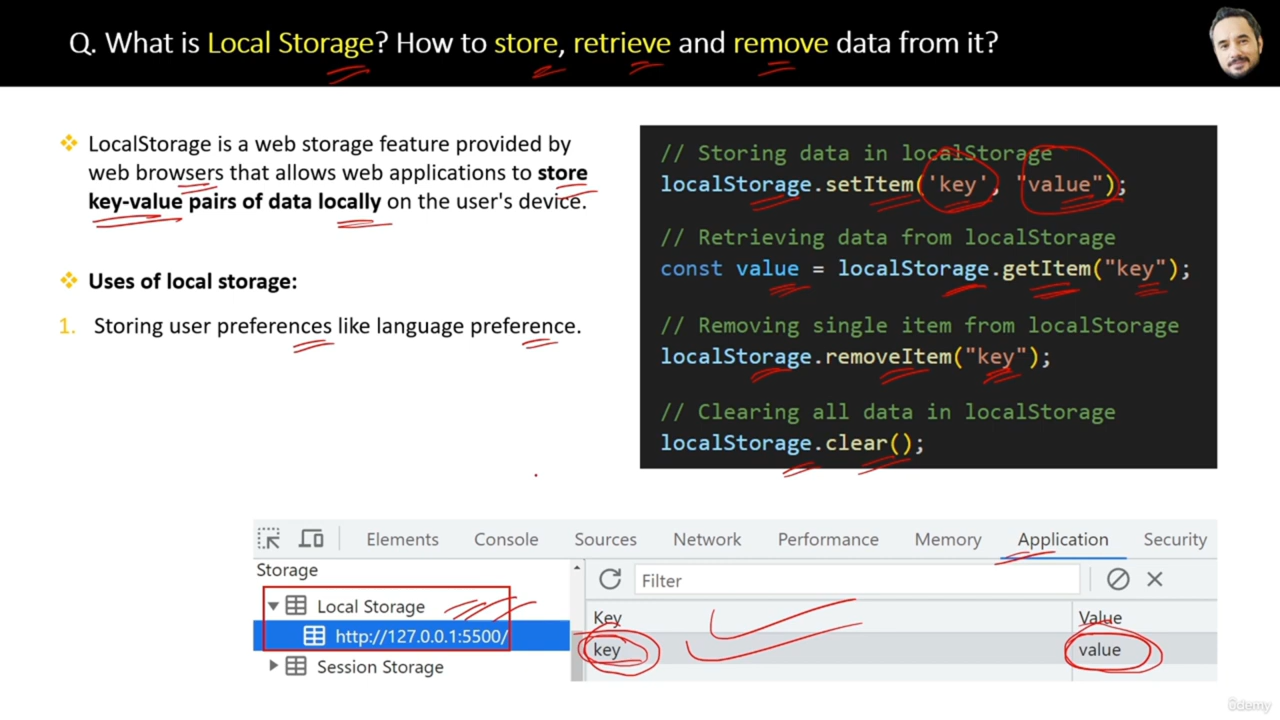 Q. What is Local Storage? How to store, retrieve and remove data from it?
❖ LocalStorage is a web storage feature provided by
web browsers that allows web applications to store
key-value pairs of data locally on the user's device.
❖ Uses of local storage:
1. Storing user preferences like language preference.
// Storing data in localStorage
localStorage.setItem('key', "value");
// Retrieving data from localStorage
const value = localStorage.getItem("key");
// Removing single item from localStorage
localStorage.removeItem("key");
// Clearing all data in localStorage
localStorage.clear();
Elements Console Sources Network Performance Memory Application Security
Storage
Filter
Local Storage
http://127.0.0.1:5500/
Session Storage
Key Value
key value
ûdemy